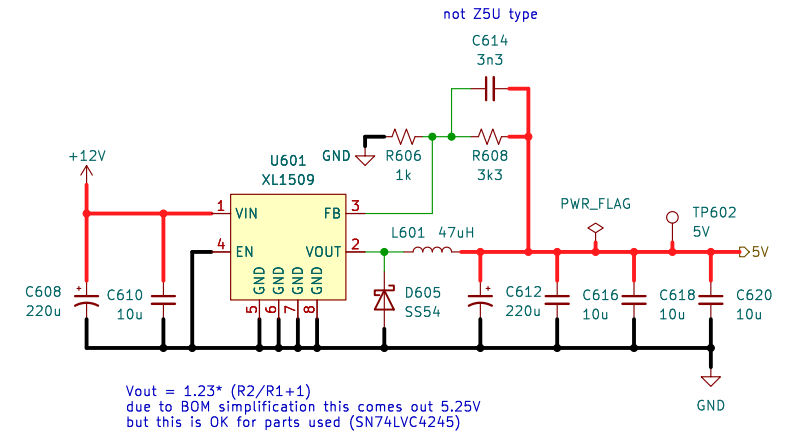 not Z5U type
C614
3n3
+12V
GND
R606
1k
R608
3k3
U601
XL1509
1
VIN
FB
3
4
EN
VOUT
2
GND
GND
GND
GND
5
6
7
8
L601 47uH
PWR_FLAG
TP602
5V
5V
C608
220u
+
C610
10u
D605
SS54
+
C612
220u
C616
10u
C618
10u
C620
10u
GND
Vout = 1.23* (R2/R1+1)
due to BOM simplification this comes out 5.25V
but this is OK for parts used (SN74LVC4245)